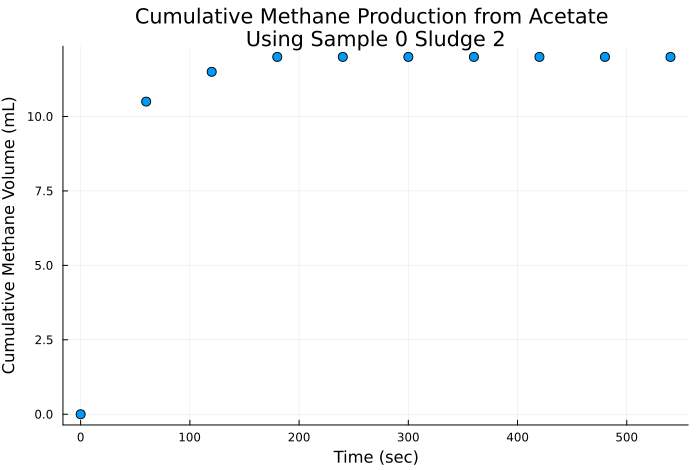 Cumulative Methane Production from Acetate
Using Sample 0 Sludge 2
Cumulative Methane Volume (mL)
10.0
7.5
5.0
2.5
0.0
0 100 200 300 400 500
Time (sec)